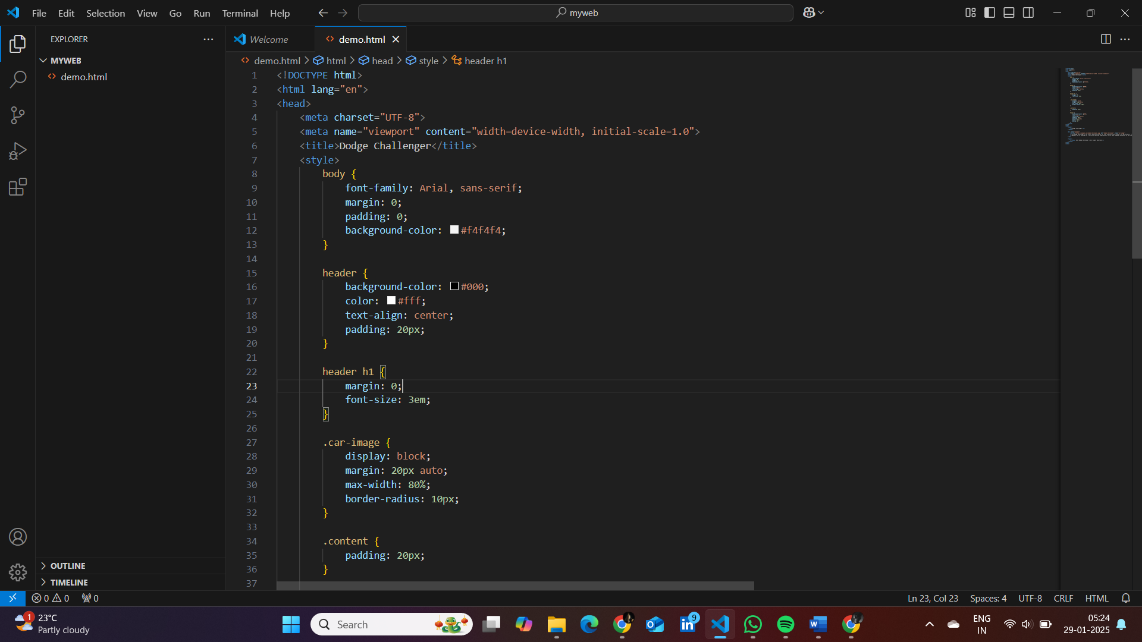 File Edit Selection View Go Run Terminal Help
myweb
EXPLORER
Welcome
demo.html
MYWEB
demo.html
demo.html > html > head > style > header h1
1 <!DOCTYPE html>
2 <html lang="en">
3 <head>
4 <meta charset="UTF-8">
5 <meta name="viewport" content="width=device-width, initial-scale=1.0">
6 <title>Dodge Challenger</title>
7 <style>
8 body {
9 font-family: Arial, sans-serif;
10 margin: 0;
11 padding: 0;
12 background-color: #f4f4f4;
13 }
14
15 header {
16 background-color: #000;
17 color: #fff;
18 text-align: center;
19 padding: 20px;
20 }
21
22 header h1 {
23 margin: 0;
24 font-size: 3em;
25 }
26
27 .car-image {
28 display: block;
29 margin: 20px auto;
30 max-width: 80%;
31 border-radius: 10px;
32 }
33
34 .content {
35 padding: 20px;
36 }
37
OUTLINE
TIMELINE
0 0 0
Ln 23, Col 23 Spaces: 4 UTF-8 CRLF HTML
1
23°C
Partly cloudy
Search
9
ENG
IN
05:24
29-01-2025